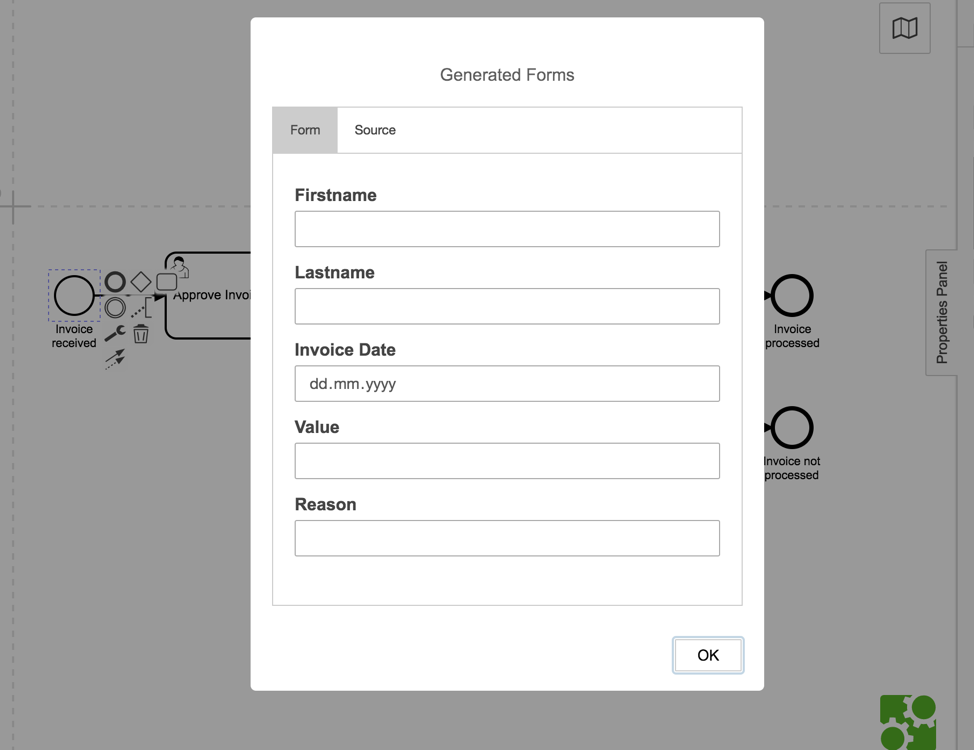 Generated Forms
Form
Source
Firstname
Lastname
Invoice Date
dd.mm.yyyy
Value
Reason
OK
Invoice
received
Approve Invoi
Invoice
processed
Invoice not
processed
Properties Panel